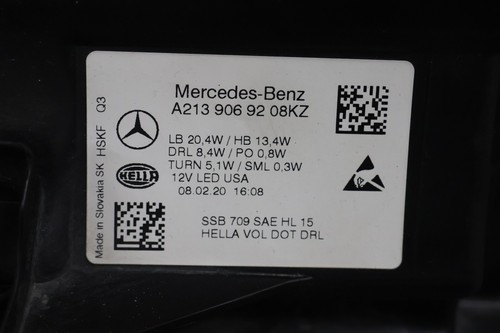 Mercedes-Benz
A213 906 92 08KZ
LB 20,4W / HB 13,4W
DRL 8,4W / PO 0,8W
TURN 5,1W / SML 0,3W
12V LED USA
08.02.20 16:08
HELLA
SSB 709 SAE HL 15
HELLA VOL DOT DRL
Made in Slovakia SK HSKF Q3